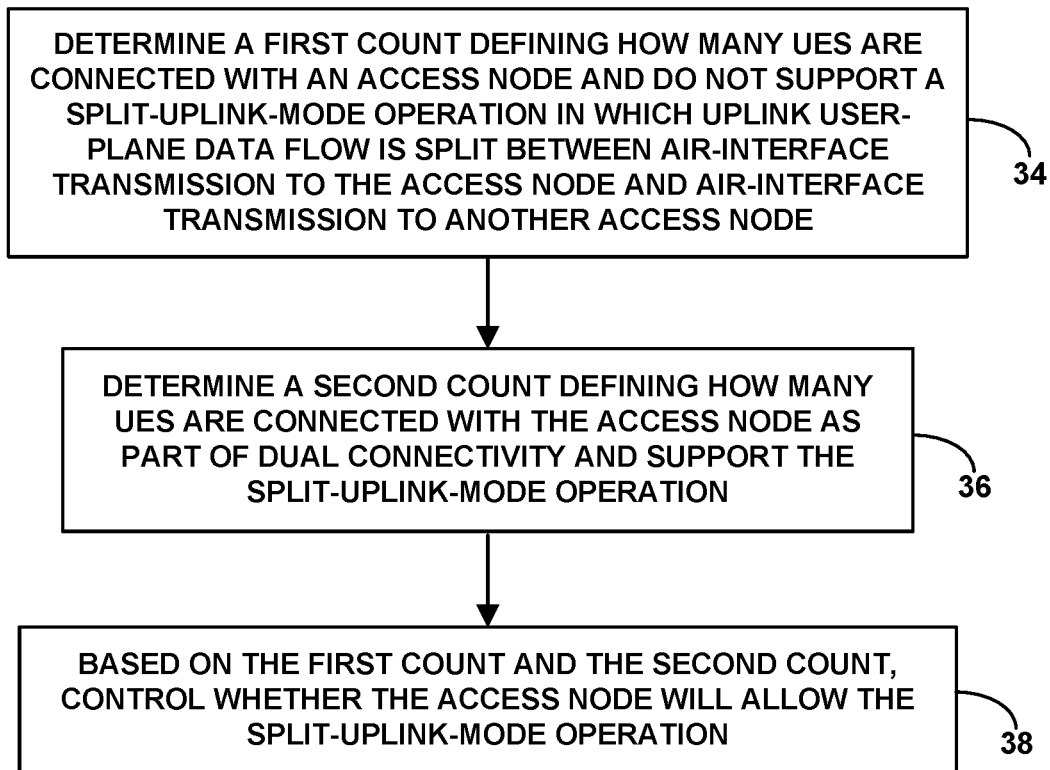 DETERMINE A FIRST COUNT DEFINING HOW MANY UES ARE
CONNECTED WITH AN ACCESS NODE AND DO NOT SUPPORT A
SPLIT-UPLINK-MODE OPERATION IN WHICH UPLINK USER-
PLANE DATA FLOW IS SPLIT BETWEEN AIR-INTERFACE
TRANSMISSION TO THE ACCESS NODE AND AIR-INTERFACE
TRANSMISSION TO ANOTHER ACCESS NODE
34
DETERMINE A SECOND COUNT DEFINING HOW MANY
UES ARE CONNECTED WITH THE ACCESS NODE AS
PART OF DUAL CONNECTIVITY AND SUPPORT THE
SPLIT-UPLINK-MODE OPERATION
36
BASED ON THE FIRST COUNT AND THE SECOND COUNT,
CONTROL WHETHER THE ACCESS NODE WILL ALLOW THE
SPLIT-UPLINK-MODE OPERATION
38